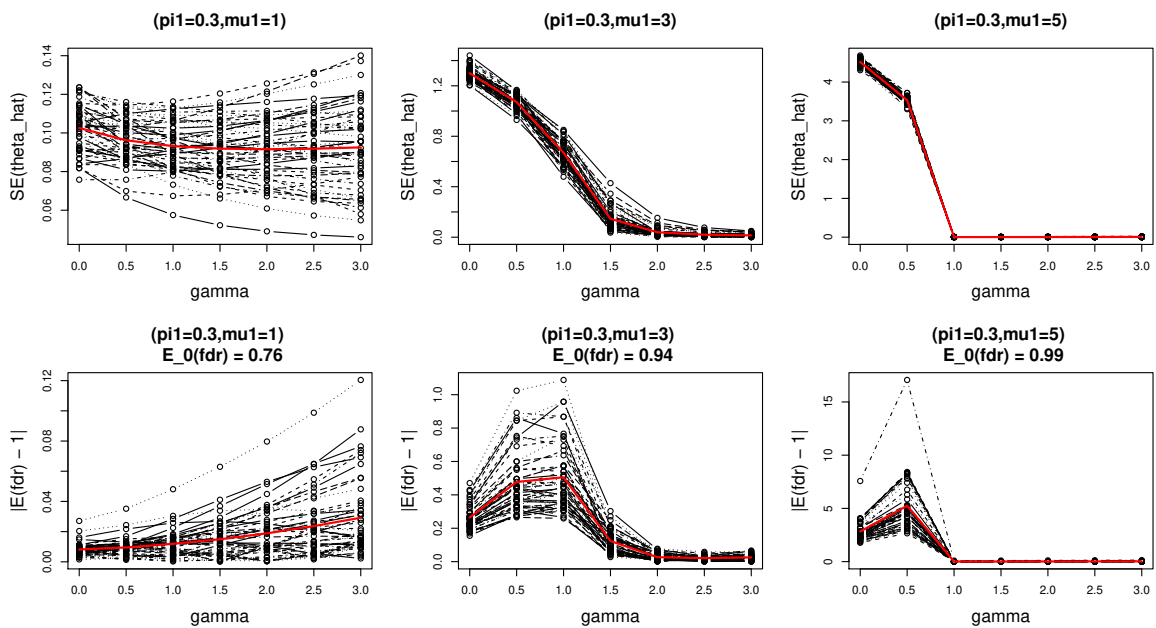 (pi1=0.3,mu1=1)
SE(theta_hat)
0.06 0.08 0.10 0.12 0.14
0.0 0.5 1.0 1.5 2.0 2.5 3.0
gamma
(pi1=0.3,mu1=3)
SE(theta_hat)
0.0 0.4 0.8 1.2
0.0 0.5 1.0 1.5 2.0 2.5 3.0
gamma
(pi1=0.3,mu1=5)
SE(theta_hat)
0 1 2 3 4
0.0 0.5 1.0 1.5 2.0 2.5 3.0
gamma
(pi1=0.3,mu1=1)
E_0(fdr) = 0.76
|E(fdr) − 1|
0.00 0.04 0.08 0.12
0.0 0.5 1.0 1.5 2.0 2.5 3.0
gamma
(pi1=0.3,mu1=3)
E_0(fdr) = 0.94
|E(fdr) − 1|
0.0 0.2 0.4 0.6 0.8 1.0
0.0 0.5 1.0 1.5 2.0 2.5 3.0
gamma
(pi1=0.3,mu1=5)
E_0(fdr) = 0.99
|E(fdr) − 1|
0 5 10 15
0.0 0.5 1.0 1.5 2.0 2.5 3.0
gamma